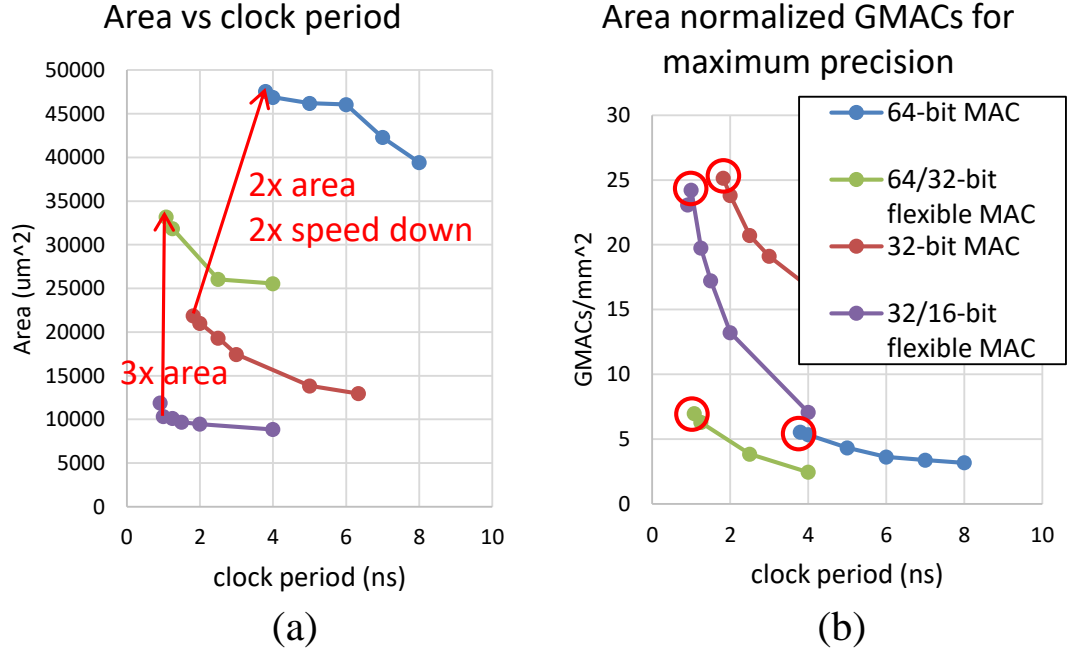 Area vs clock period
50000
45000
40000
35000
30000
25000
20000
15000
10000
5000
0
Area (um^2)
2x area
2x speed down
3x area
0 2 4 6 8 10
clock period (ns)
(a)
Area normalized GMACs for
maximum precision
30
25
20
15
10
5
0
GMACs/mm^2
64-bit MAC
64/32-bit
flexible MAC
32-bit MAC
32/16-bit
flexible MAC
0 2 4 6 8 10
clock period (ns)
(b)